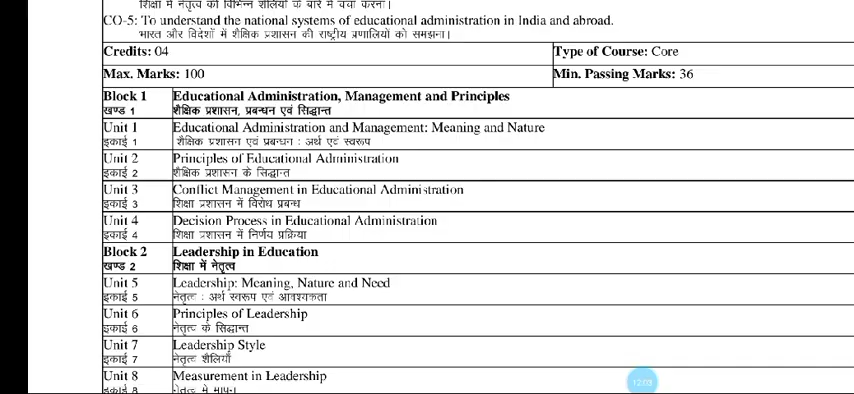 शिक्षा में नेतृत्व की विभिन्न शैलियों के बारे में चर्चा करना।
CO-5: To understand the national systems of educational administration in India and abroad.
भारत और विदेशों में शैक्षिक प्रशासन की राष्ट्रीय प्रणालियों को समझना।
Credits: 04 Type of Course: Core
Max. Marks: 100 Min. Passing Marks: 36
Block 1 Educational Administration, Management and Principles
खण्ड 1 शैक्षिक प्रशासन, प्रबन्धन एवं सिद्धान्त
Unit 1 Educational Administration and Management: Meaning and Nature
इकाई 1 शैक्षिक प्रशासन एवं प्रबन्धन : अर्थ एवं स्वरूप
Unit 2 Principles of Educational Administration
इकाई 2 शैक्षिक प्रशासन के सिद्धान्त
Unit 3 Conflict Management in Educational Administration
इकाई 3 शिक्षा प्रशासन में विरोध प्रबन्ध
Unit 4 Decision Process in Educational Administration
इकाई 4 शिक्षा प्रशासन में निर्णय प्रक्रिया
Block 2 Leadership in Education
खण्ड 2 शिक्षा में नेतृत्व
Unit 5 Leadership: Meaning, Nature and Need
इकाई 5 नेतृत्व : अर्थ स्वरूप एवं आवश्यकता
Unit 6 Principles of Leadership
इकाई 6 नेतृत्व के सिद्धान्त
Unit 7 Leadership Style
इकाई 7 नेतृत्व शैलियाँ
Unit 8 Measurement in Leadership
इकाई 8 नेतृत्व में मापन
12:03